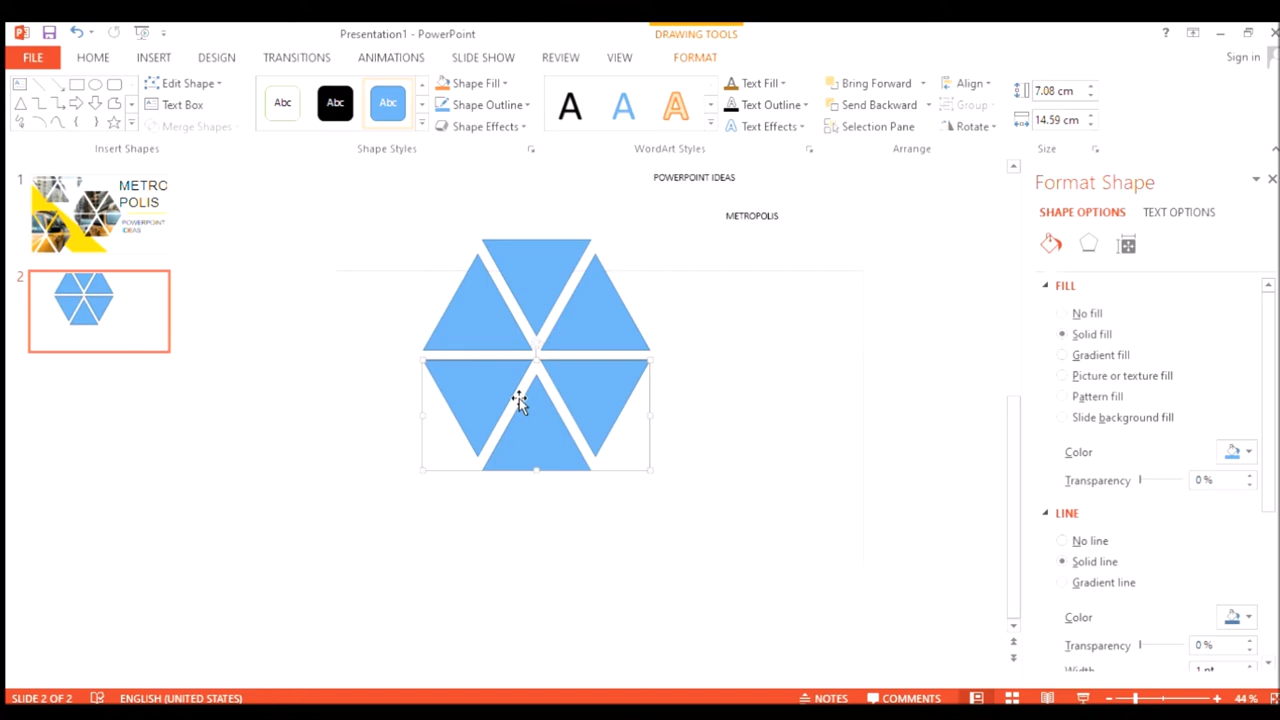 Presentation1 - PowerPoint
DRAWING TOOLS
?
FILE
HOME
INSERT
DESIGN
TRANSITIONS
ANIMATIONS
SLIDE SHOW
REVIEW
VIEW
FORMAT
Sign in
Edit Shape
Text Box
Merge Shapes
Insert Shapes
Abc
Abc
Abc
Shape Fill
Shape Outline
Shape Effects
Shape Styles
A
A
A
Text Fill
Text Outline
Text Effects
WordArt Styles
Bring Forward
Send Backward
Selection Pane
Align
Group
Rotate
Arrange
7.08 cm
14.59 cm
Size
1
METRO
POLIS
POWERPOINT
IDEAS
2
POWERPOINT IDEAS
METROPOLIS
Format Shape
SHAPE OPTIONS
TEXT OPTIONS
FILL
No fill
Solid fill
Gradient fill
Picture or texture fill
Pattern fill
Slide background fill
Color
Transparency
0 %
LINE
No line
Solid line
Gradient line
Color
Transparency
0 %
Width
1 pt
SLIDE 2 OF 2
ENGLISH (UNITED STATES)
NOTES
COMMENTS
44 %